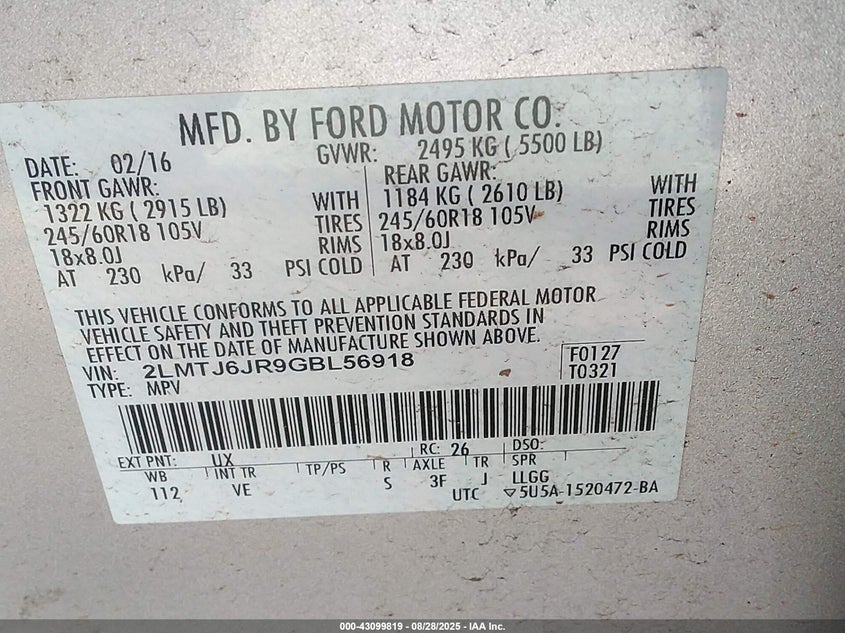 MFD. BY FORD MOTOR CO.
DATE: 02/16 GVWR: 2495 KG ( 5500 LB)
FRONT GAWR: REAR GAWR:
1322 KG ( 2915 LB) WITH 1184 KG ( 2610 LB) WITH
245/60R18 105V TIRES 245/60R18 105V TIRES
18x8.0J RIMS 18x8.0J RIMS
AT 230 kPa/ 33 PSI COLD AT 230 kPa/ 33 PSI COLD
THIS VEHICLE CONFORMS TO ALL APPLICABLE FEDERAL MOTOR
VEHICLE SAFETY AND THEFT PREVENTION STANDARDS IN
EFFECT ON THE DATE OF MANUFACTURE SHOWN ABOVE.
VIN: 2LMTJ6JR9GBL56918 F0127
TYPE: MPV T0321
EXT PNT: UX RC: 26 DSO:
WB INT TR TP/PS R AXLE TR SPR
112 VE S 3F J LLGG
UTC ▽5U5A-1520472-BA
000-43099819 - 08/28/2025 - IAA Inc.